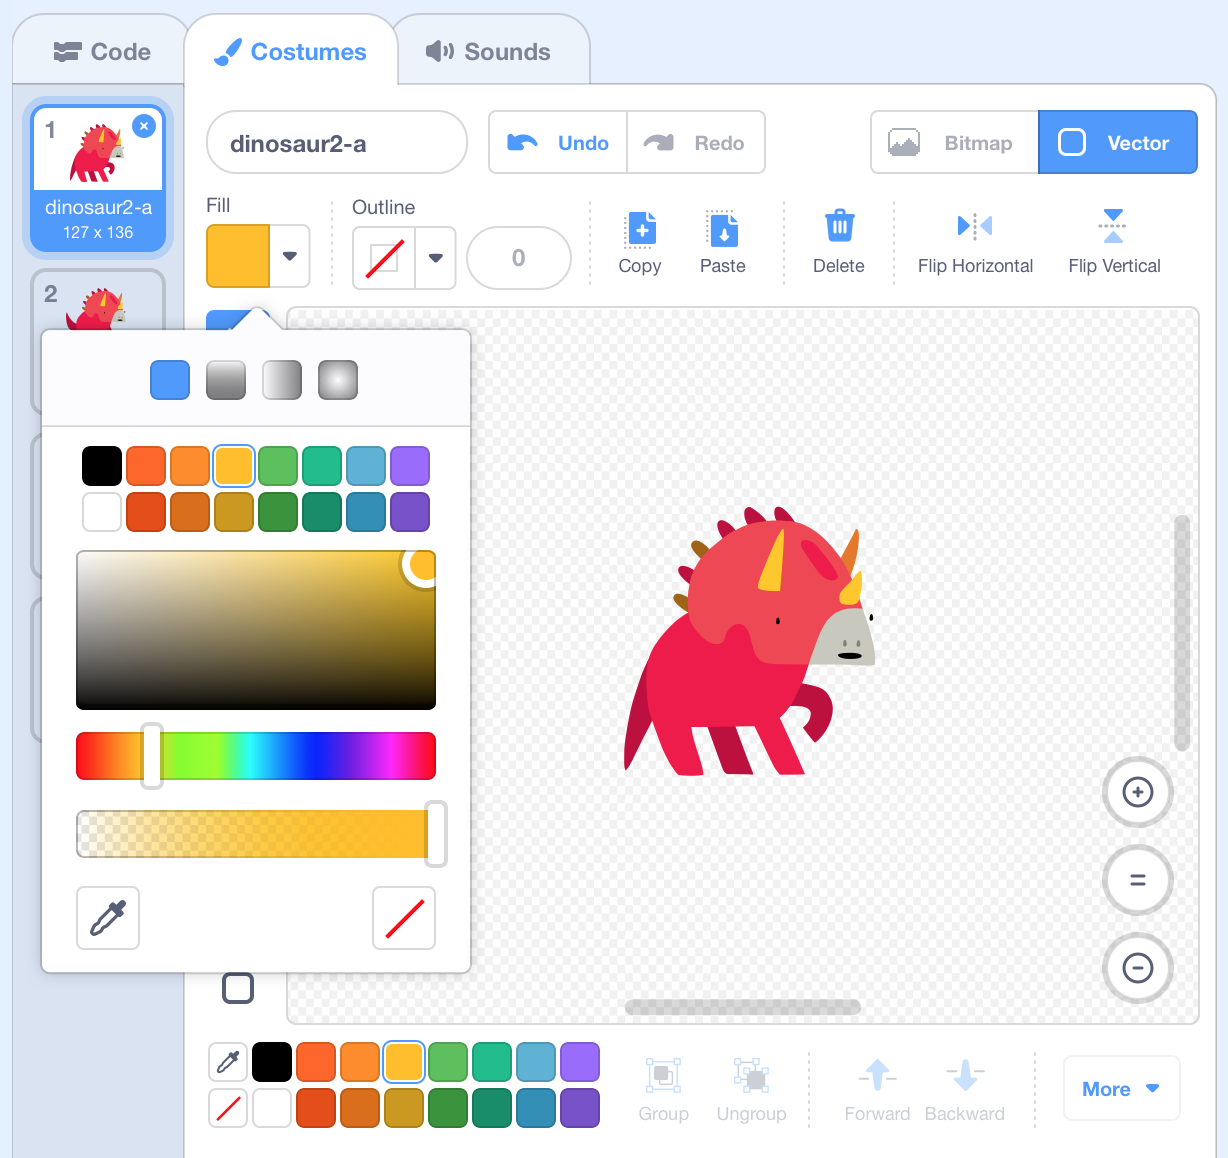 Code
Costumes
Sounds
1
dinosaur2-a
127 x 136
2
dinosaur2-a
Undo
Redo
Bitmap
Vector
Fill
Outline
0
Copy
Paste
Delete
Flip Horizontal
Flip Vertical
Group
Ungroup
Forward
Backward
More